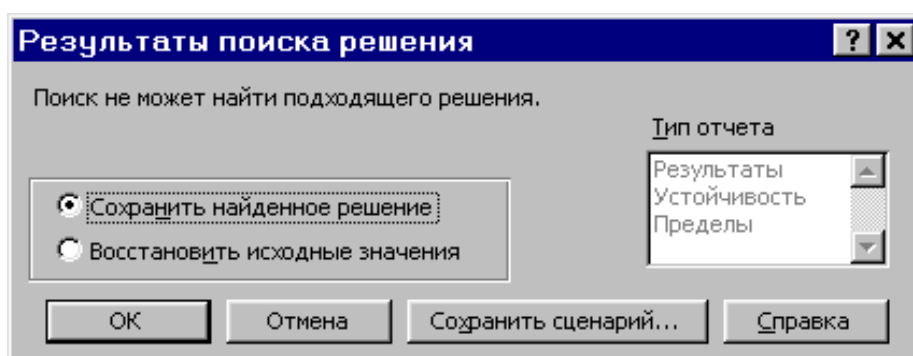 Результаты поиска решения
Поиск не может найти подходящего решения.
Тип отчета
Результаты
Устойчивость
Пределы
Сохранить найденное решение
Восстановить исходные значения
ОК Отмена Сохранить сценарий... Справка